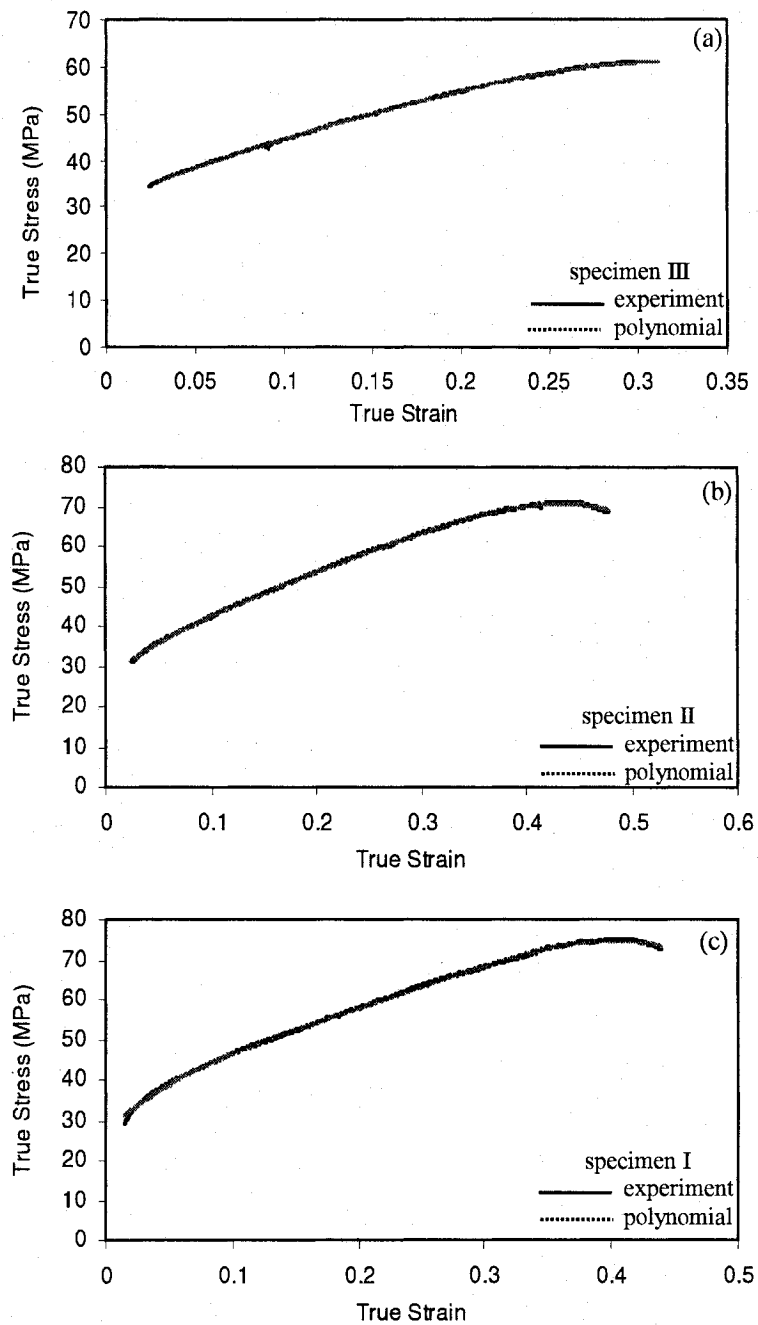 (a)
True Stress (MPa)
70
60
50
40
30
20
10
0
specimen III
experiment
polynomial
0 0.05 0.1 0.15 0.2 0.25 0.3 0.35
True Strain
(b)
True Stress (MPa)
80
70
60
50
40
30
20
10
0
specimen II
experiment
polynomial
0 0.1 0.2 0.3 0.4 0.5 0.6
True Strain
(c)
True Stress (MPa)
80
70
60
50
40
30
20
10
0
specimen I
experiment
polynomial
0 0.1 0.2 0.3 0.4 0.5
True Strain